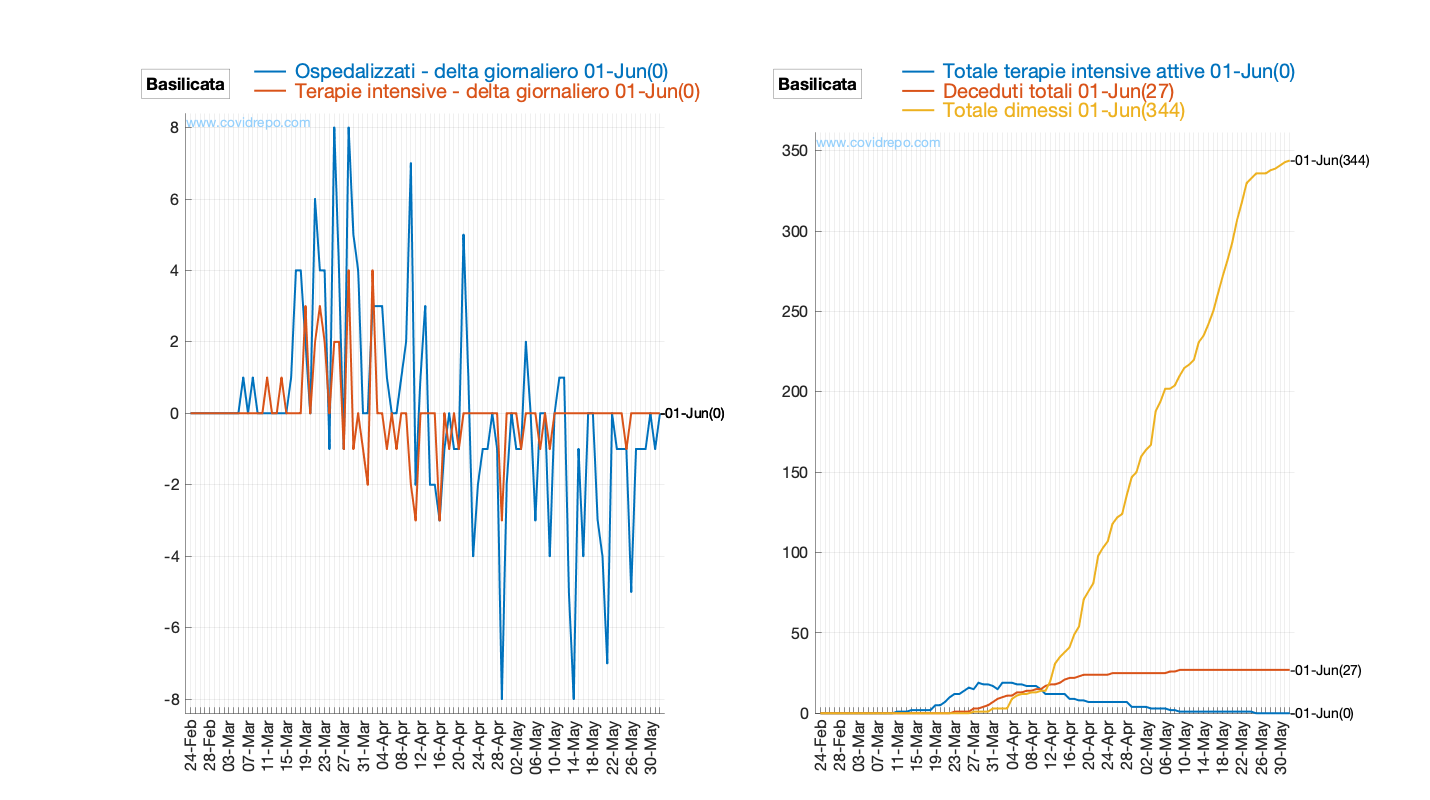 Basilicata
Ospedalizzati - delta giornaliero 01-Jun(0)
Terapie intensive - delta giornaliero 01-Jun(0)
www.covidrepo.com
8
6
4
2
0
-2
-4
-6
-8
-01-Jun(0)
24-Feb
28-Feb
03-Mar
07-Mar
11-Mar
15-Mar
19-Mar
23-Mar
27-Mar
31-Mar
04-Apr
08-Apr
12-Apr
16-Apr
20-Apr
24-Apr
28-Apr
02-May
06-May
10-May
14-May
18-May
22-May
26-May
30-May
Basilicata
Totale terapie intensive attive 01-Jun(0)
Deceduti totali 01-Jun(27)
Totale dimessi 01-Jun(344)
www.covidrepo.com
350
300
250
200
150
100
50
0
-01-Jun(344)
-01-Jun(27)
-01-Jun(0)
24-Feb
28-Feb
03-Mar
07-Mar
11-Mar
15-Mar
19-Mar
23-Mar
27-Mar
31-Mar
04-Apr
08-Apr
12-Apr
16-Apr
20-Apr
24-Apr
28-Apr
02-May
06-May
10-May
14-May
18-May
22-May
26-May
30-May